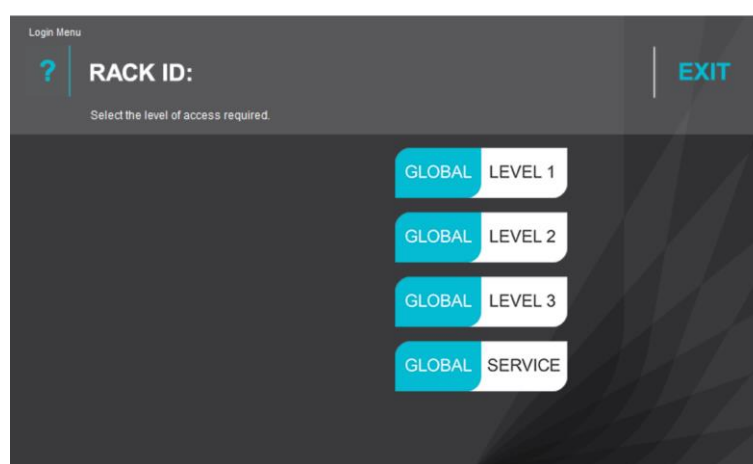 Login Menu
? RACK ID: EXIT
Select the level of access required.
GLOBAL LEVEL 1
GLOBAL LEVEL 2
GLOBAL LEVEL 3
GLOBAL SERVICE